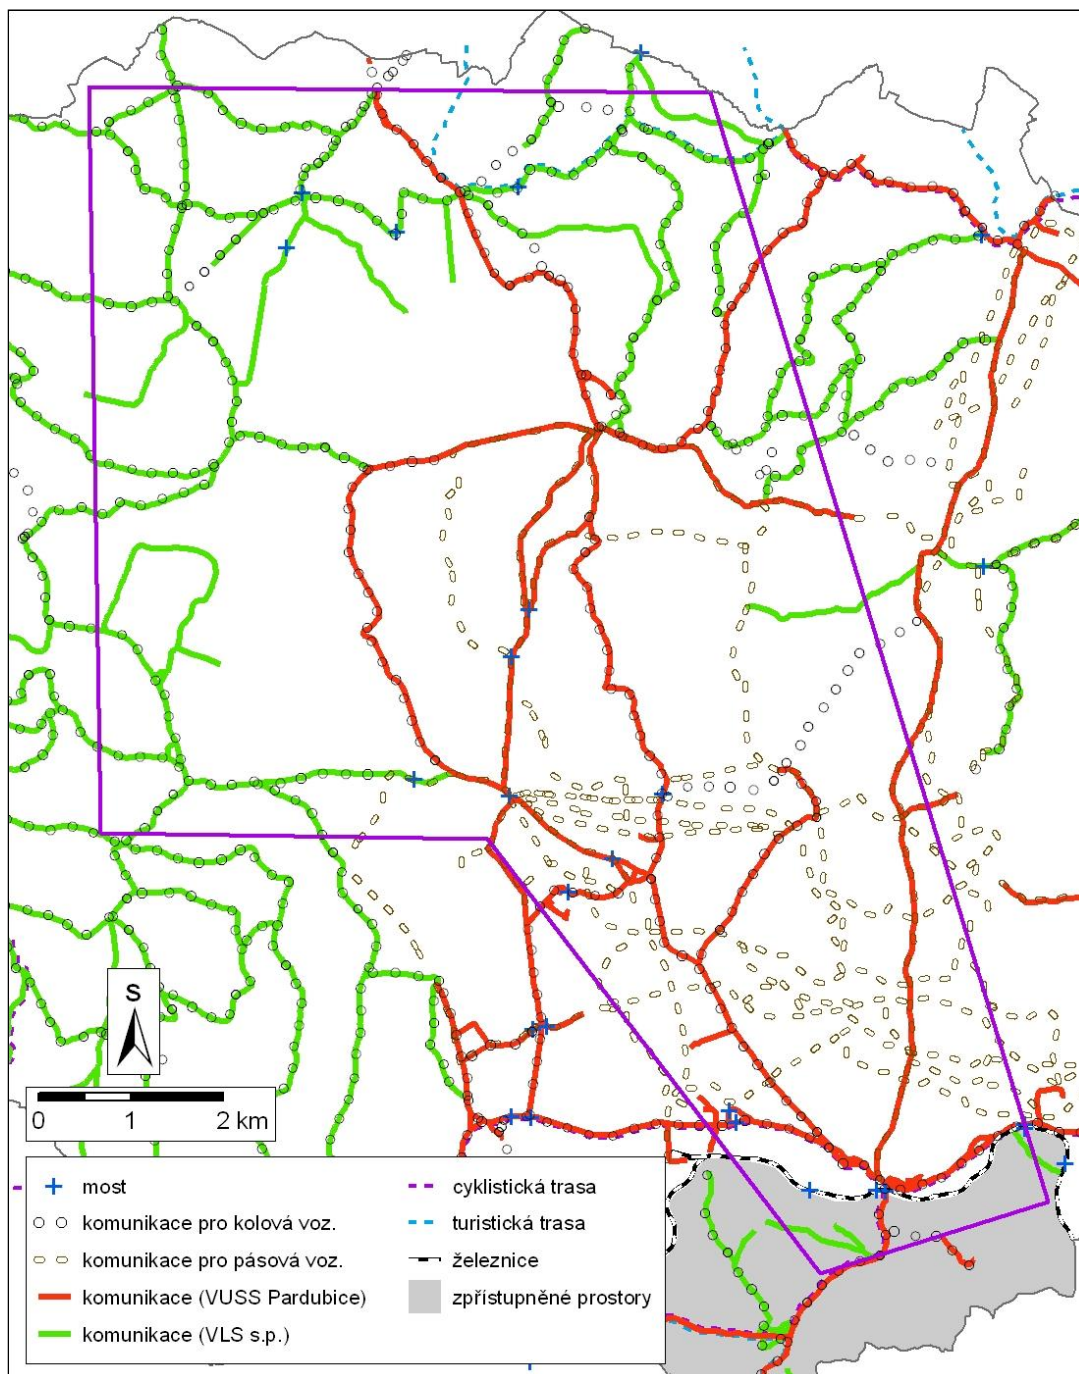 S
0 1 2 km
most
komunikace pro kolová voz.
komunikace pro pásová voz.
komunikace (VUSS Pardubice)
komunikace (VLS s.p.)
cyklistická trasa
turistická trasa
železnice
zpřístupněné prostory